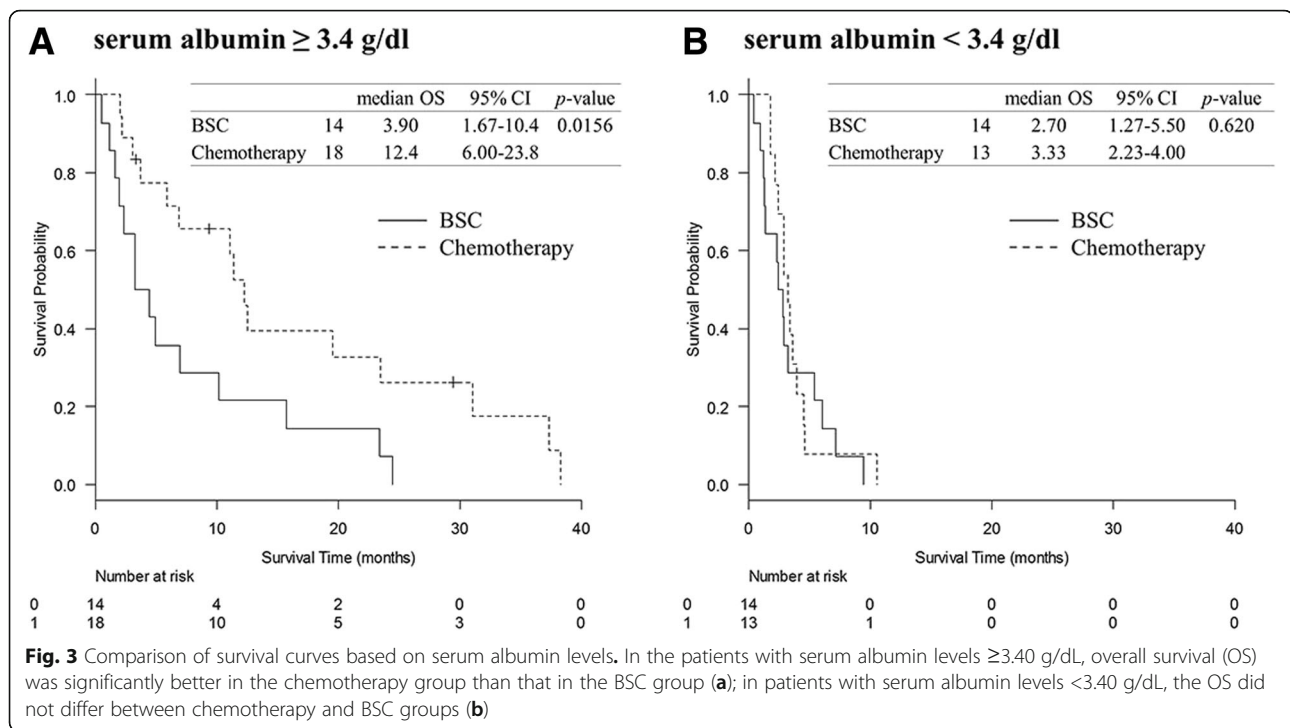 A serum albumin ≥ 3.4 g/dl
median OS 95% CI p-value
BSC 14 3.90 1.67-10.4 0.0156
Chemotherapy 18 12.4 6.00-23.8
BSC
Chemotherapy
Survival Probability
1.0
0.8
0.6
0.4
0.2
0.0
0 10 20 30 40
Survival Time (months)
Number at risk
0 14 4 2 0 0
1 18 10 5 3 0
B serum albumin < 3.4 g/dl
median OS 95% CI p-value
BSC 14 2.70 1.27-5.50 0.620
Chemotherapy 13 3.33 2.23-4.00
BSC
Chemotherapy
Survival Probability
1.0
0.8
0.6
0.4
0.2
0.0
0 10 20 30 40
Survival Time (months)
Number at risk
0 14 0 0 0 0
1 13 1 0 0 0
Fig. 3 Comparison of survival curves based on serum albumin levels. In the patients with serum albumin levels ≥3.40 g/dL, overall survival (OS)
was significantly better in the chemotherapy group than that in the BSC group (a); in patients with serum albumin levels <3.40 g/dL, the OS did
not differ between chemotherapy and BSC groups (b)